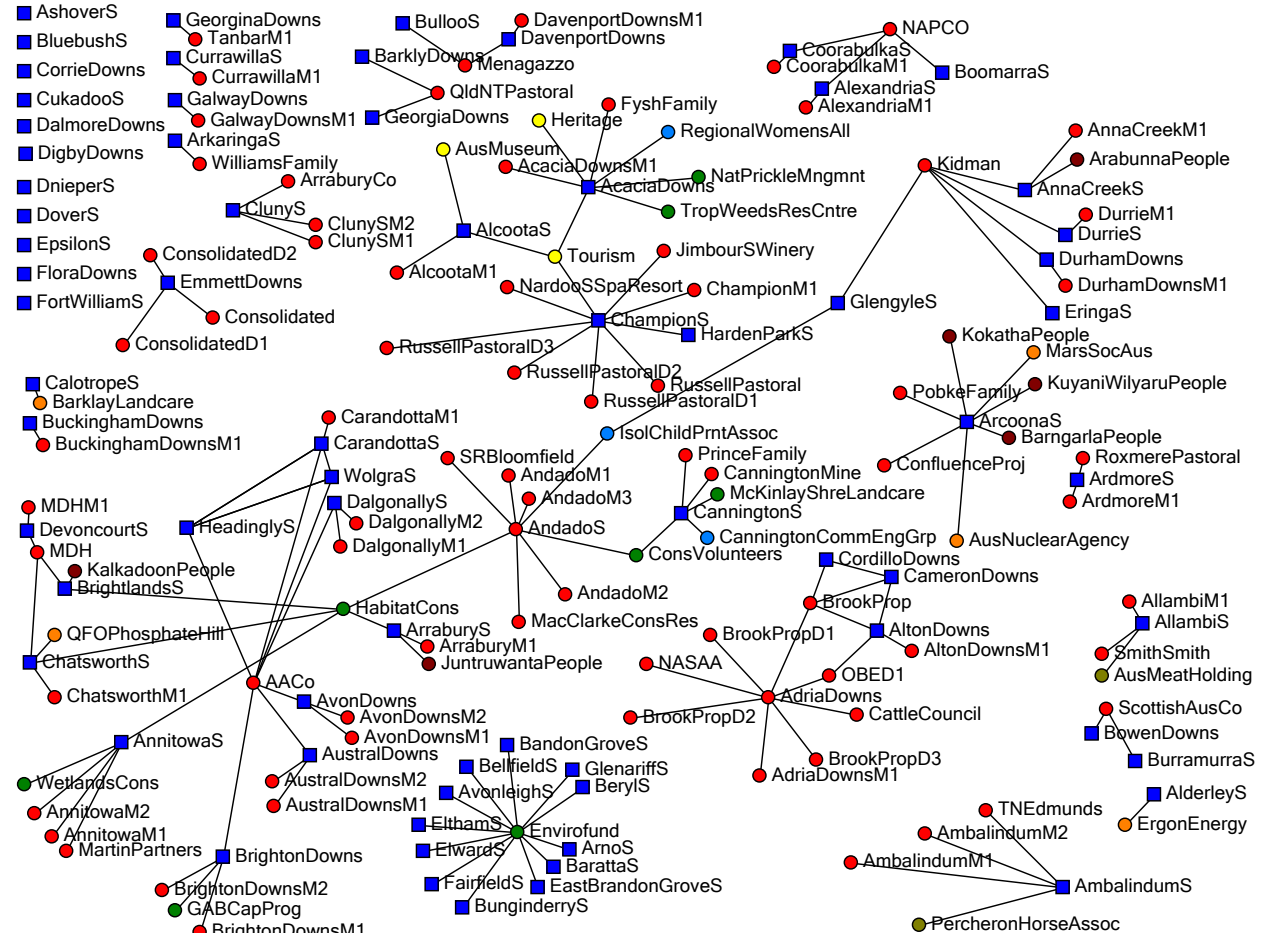 AshoverS
BluebushS
CorrieDowns
CukadooS
DalmoreDowns
DigbyDowns
DnieperS
DoverS
EpsilonS
FloraDowns
FortWilliamS
GeorginaDowns
TanbarM1
CurrawillaS
CurrawillaM1
GalwayDowns
GalwayDownsM1
ArkaringaS
WilliamsFamily
ArraburyCo
ClunyS
ClunySM2
ClunySM1
ConsolidatedD2
EmmettDowns
Consolidated
ConsolidatedD1
BullooS
DavenportDownsM1
DavenportDowns
BarklyDowns
Menagazzo
QldNTPastoral
GeorgiaDowns
Heritage
FyshFamily
RegionalWomensAll
AusMuseum
AcaciaDownsM1
AcaciaDowns
NatPrickleMngmnt
TropWeedsResCntre
AlcootaS
AlcootaM1
Tourism
JimbourSWinery
NardooSSpaResort
ChampionM1
ChampionS
HardenParkS
RussellPastoralD3
RussellPastoralD2
RussellPastoral
RussellPastoralD1
NAPCO
CoorabulkaS
CoorabulkaM1
BoomarraS
AlexandriaS
AlexandriaM1
AnnaCreekM1
Kidman
ArabunnaPeople
AnnaCreekS
DurrieM1
DurrieS
DurhamDowns
DurhamDownsM1
GlengyleS
EringaS
KokathaPeople
MarsSocAus
KuyaniWilyaruPeople
PobkeFamily
ArcoonaS
BarngarlaPeople
ConfluenceProj
RoxmerePastoral
ArdmoreS
ArdmoreM1
AusNuclearAgency
CalotropeS
BarklayLandcare
BuckinghamDowns
BuckinghamDownsM1
CarandottaM1
CarandottaS
WolgraS
DalgonallyS
DalgonallyM2
DalgonallyM1
HeadinglyS
IsolChildPrntAssoc
SRBloomfield
AndadoM1
AndadoM3
AndadoS
AndadoM2
MacClarkeConsRes
PrinceFamily
CanningtonMine
McKinlayShreLandcare
CanningtonS
CanningtonCommEngGrp
ConsVolunteers
MDHM1
DevoncourtS
MDH
KalkadoonPeople
BrightlandsS
HabitatCons
QFOPhosphateHill
ChatsworthS
ChatsworthM1
ArraburyS
ArraburyM1
JuntruwantaPeople
AACo
AvonDowns
AvonDownsM2
AvonDownsM1
AustralDowns
AustralDownsM2
AustralDownsM1
AnnitowaS
WetlandsCons
AnnitowaM2
AnnitowaM1
MartinPartners
BrightonDowns
BrightonDownsM2
GABCapProg
BrightonDownsM1
BandonGroveS
BellfieldS
GlenariffS
BerylS
AvonleighS
ElthamS
Envirofund
ArnoS
ElwardS
BarattaS
FairfieldS
EastBrandonGroveS
BunginderryS
CordilloDowns
CameronDowns
BrookProp
AltonDowns
AltonDownsM1
BrookPropD1
NASAA
OBED1
AdriaDowns
CattleCouncil
BrookPropD2
BrookPropD3
AdriaDownsM1
AllambiM1
AllambiS
SmithSmith
AusMeatHolding
ScottishAusCo
BowenDowns
BurramurraS
AlderleyS
ErgonEnergy
TNEdmunds
AmbalindumM2
AmbalindumM1
AmbalindumS
PercheronHorseAssoc